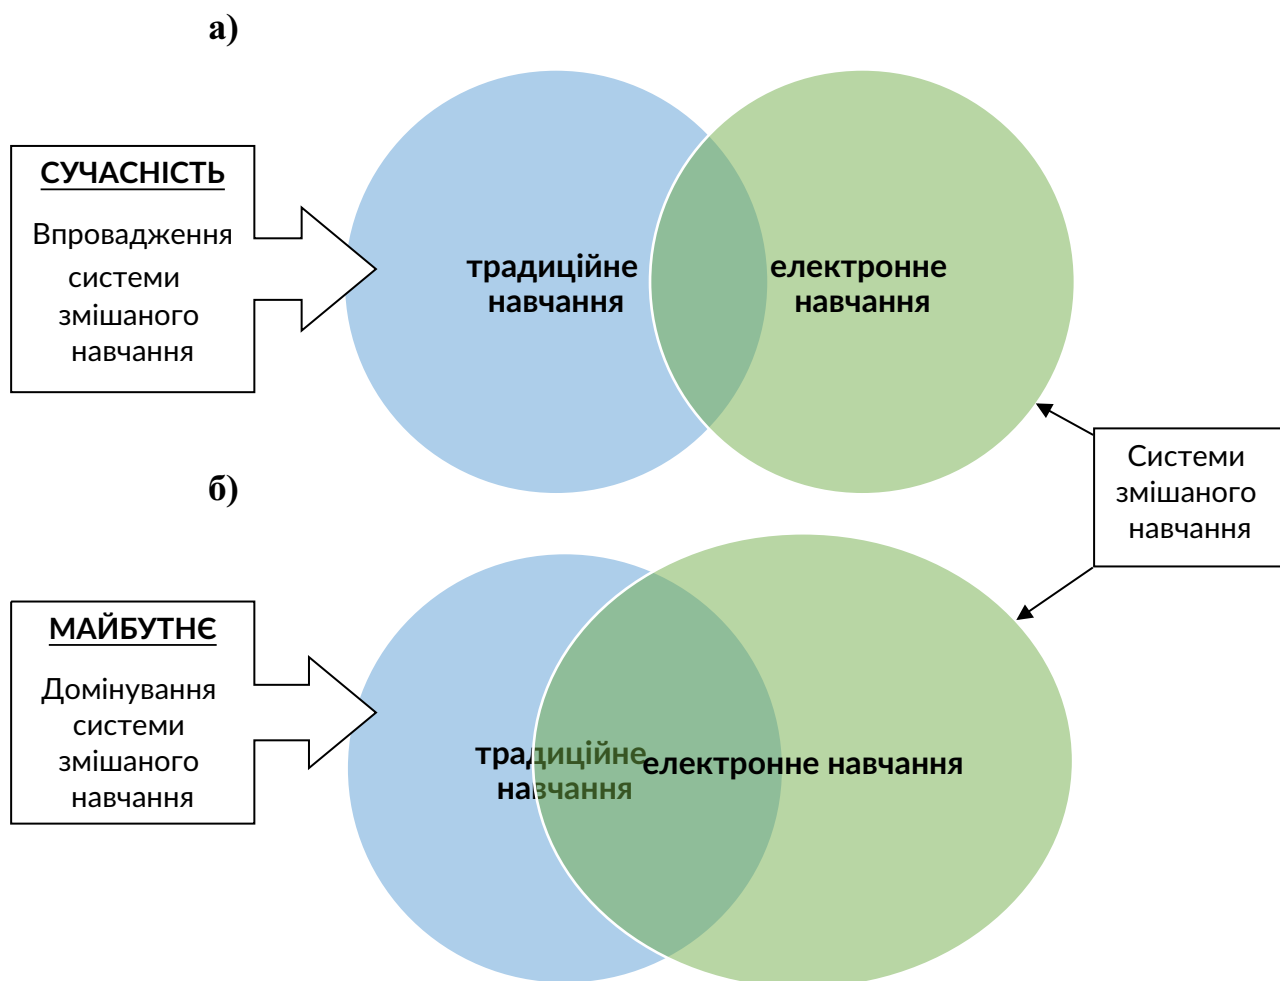 а)
СУЧАСНІСТЬ
Впровадження
системи
змішаного
навчання
традиційне
навчання
електронне
навчання
Системи
змішаного
навчання
б)
МАЙБУТНЄ
Домінування
системи
змішаного
навчання
традиційне
навчання
електронне навчання